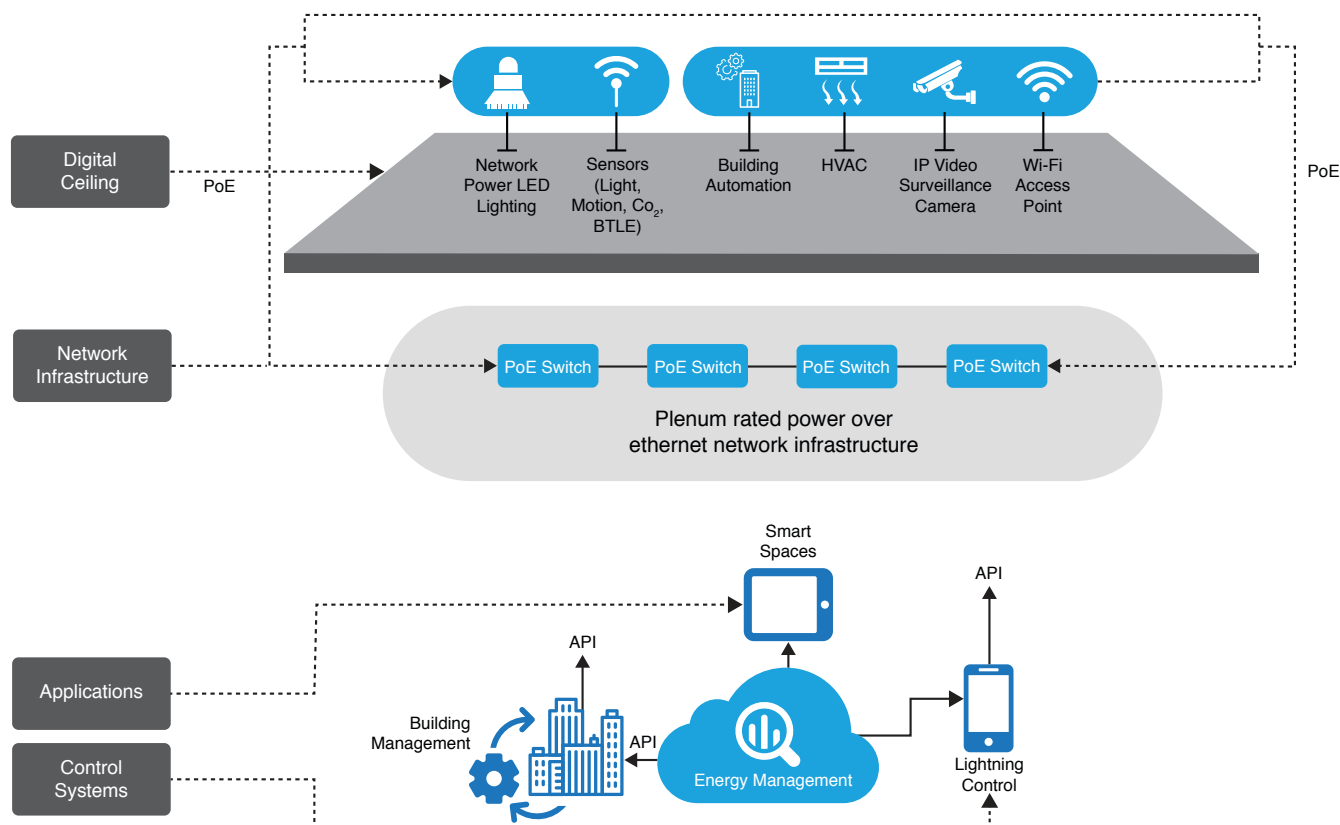 Digital
Ceiling
PoE
Network
Power LED
Lighting
Sensors
(Light,
Motion, Co₂,
BTLE)
Building
Automation
HVAC
IP Video
Surveillance
Camera
Wi-Fi
Access
Point
PoE
Network
Infrastructure
PoE Switch
PoE Switch
PoE Switch
PoE Switch
Plenum rated power over
ethernet network infrastructure
Smart
Spaces
API
API
Applications
Building
Management
API
Control
Systems
Energy Management
Lightning
Control